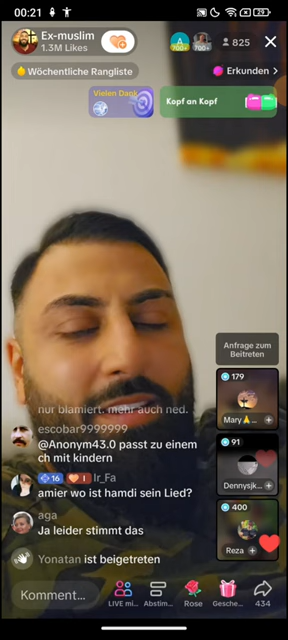 00:21
29
Ex-muslim
1.3M Likes
700+
700+
825
Wöchentliche Rangliste
Erkunden >
Vielen Dank
Kopf an Kopf
Anfrage zum
Beitreten
nur blamiert. mehr auch ned.
escobar9999999
@Anonym43.0 passt zu einem
ch mit kindern
16
1
Ir_Fa
amier wo ist hamdi sein Lied?
aga
Ja leider stimmt das
Yonatan ist beigetreten
179
Mary🙏...
91
Dennysjk...
400
Reza
Komment...
LIVE mi...
Abstim...
Rose
Gesche...
434